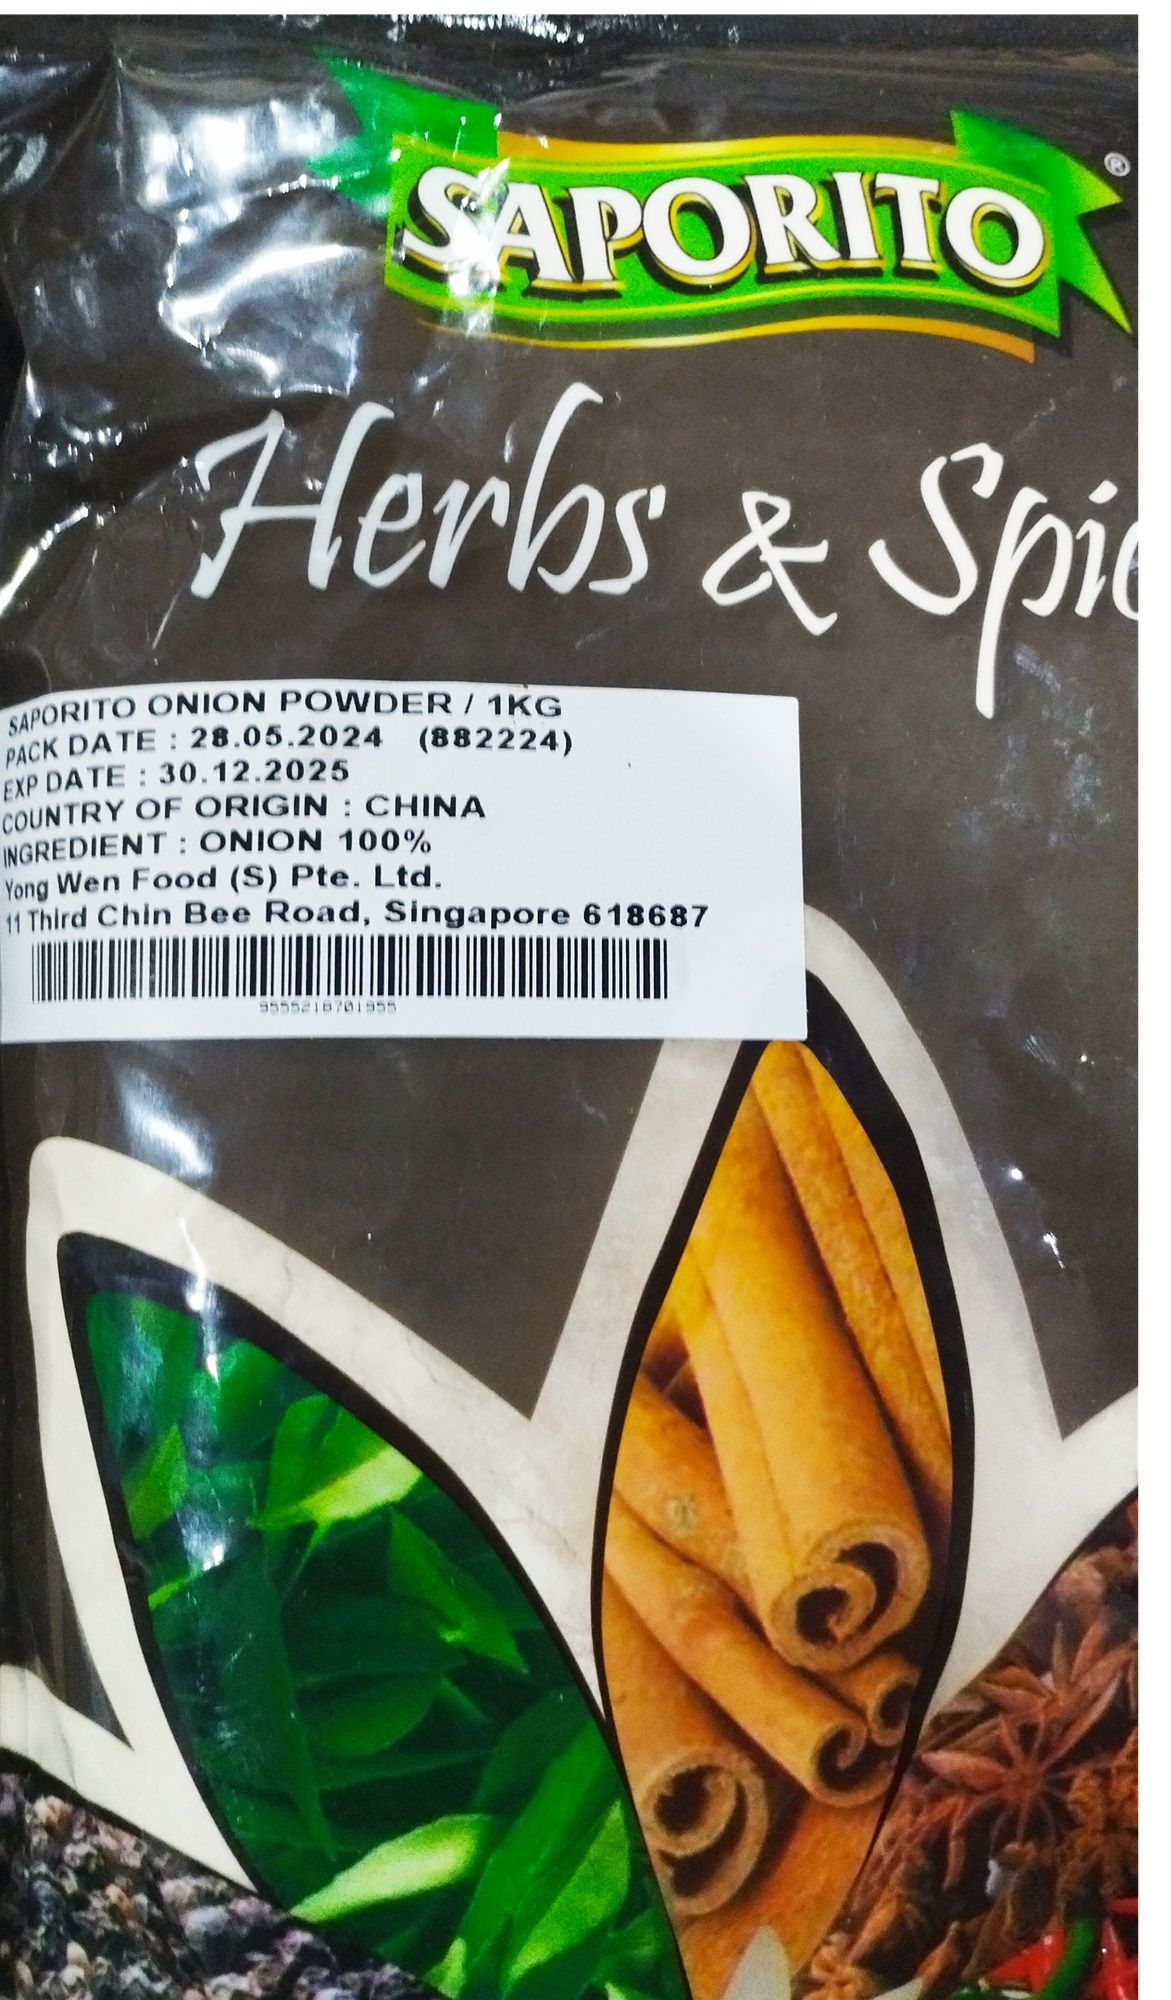 SAPORITO®
Herbs & Spic
SAPORITO ONION POWDER / 1KG
PACK DATE : 28.05.2024 (882224)
EXP DATE : 30.12.2025
COUNTRY OF ORIGIN : CHINA
INGREDIENT : ONION 100%
Yong Wen Food (S) Pte. Ltd.
11 Third Chin Bee Road, Singapore 618687
9555218701955